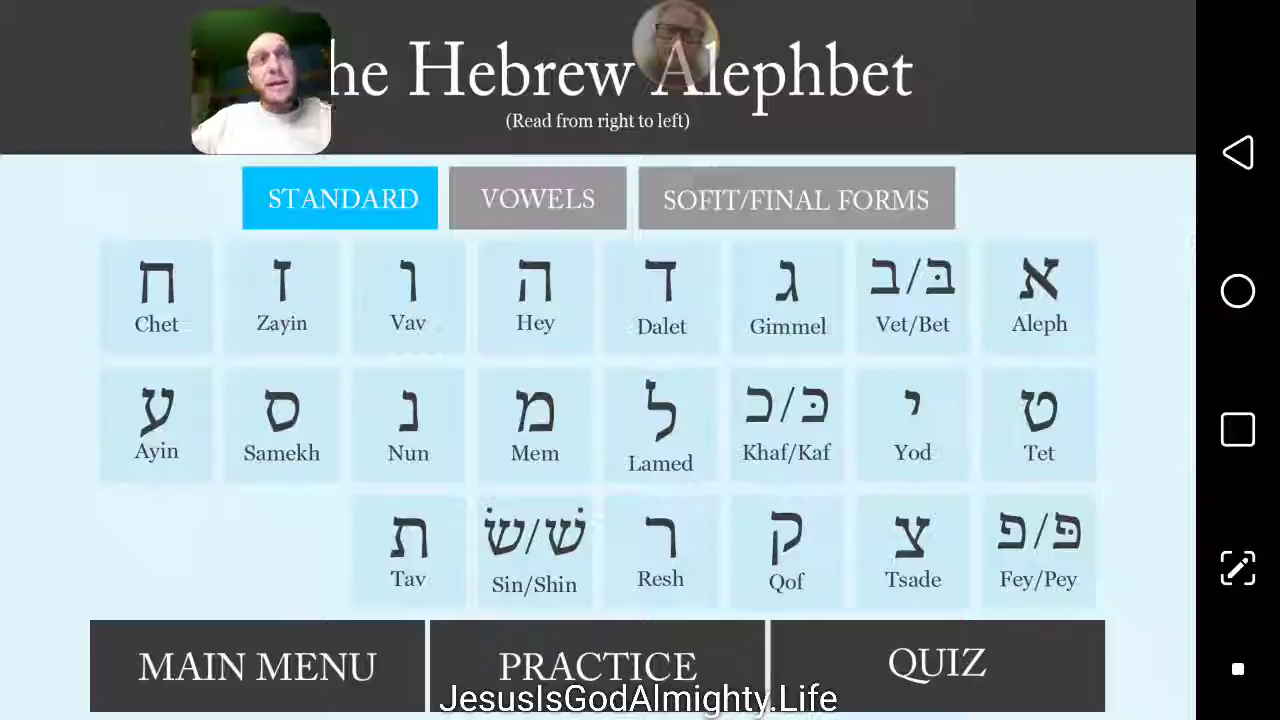 he Hebrew Alephbet
(Read from right to left)
STANDARD VOWELS SOFIT/FINAL FORMS
א בּ/ב ג ד ה ו ז ח
Aleph Vet/Bet Gimmel Dalet Hey Vav Zayin Chet
ט י כּ/כ ל מ נ ס ע
Tet Yod Khaf/Kaf Lamed Mem Nun Samekh Ayin
פּ/פ צ ק ר שׁ/שׂ ת
Fey/Pey Tsade Qof Resh Sin/Shin Tav
MAIN MENU PRACTICE QUIZ
JesusIsGodAlmighty.Life